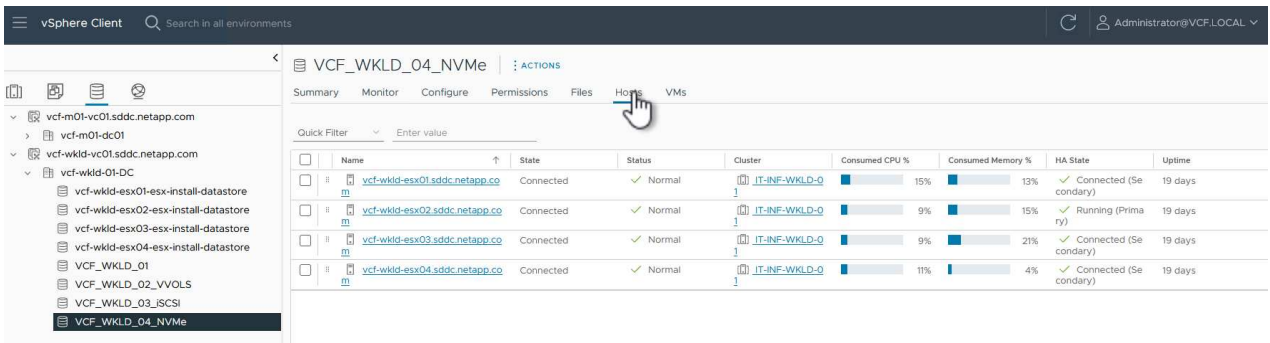 vSphere Client Search in all environments Administrator@VCF.LOCAL
VCF_WKLD_04_NVMe ACTIONS
Summary Monitor Configure Permissions Files Hosts VMs
vcf-m01-vc01.sddc.netapp.com
vcf-m01-dc01
vcf-wkld-vc01.sddc.netapp.com
vcf-wkld-01-DC
vcf-wkld-esx01-esx-install-datastore
vcf-wkld-esx02-esx-install-datastore
vcf-wkld-esx03-esx-install-datastore
vcf-wkld-esx04-esx-install-datastore
VCF_WKLD_01
VCF_WKLD_02_VVOLS
VCF_WKLD_03_iSCSI
VCF_WKLD_04_NVMe
Quick Filter Enter value
Name State Status Cluster Consumed CPU % Consumed Memory % HA State Uptime
vcf-wkld-esx01.sddc.netapp.co Connected Normal IT-INF-WKLD-0 15% 13% Connected (Se 19 days
m 1 condary)
vcf-wkld-esx02.sddc.netapp.co Connected Normal IT-INF-WKLD-0 9% 15% Running (Prima 19 days
m 1 ry)
vcf-wkld-esx03.sddc.netapp.co Connected Normal IT-INF-WKLD-0 9% 21% Connected (Se 19 days
m 1 condary)
vcf-wkld-esx04.sddc.netapp.co Connected Normal IT-INF-WKLD-0 11% 4% Connected (Se 19 days
m 1 condary)